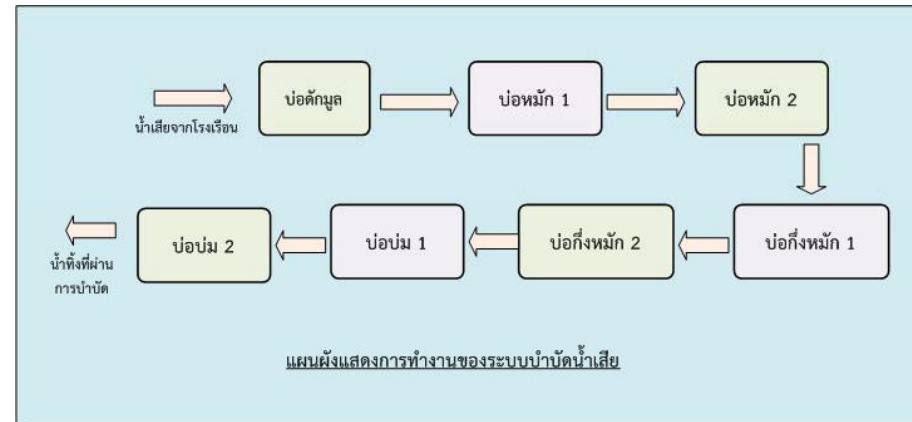 บ่อดักมูล
บ่อหมัก 1
บ่อหมัก 2
น้ำเสียจากโรงเรือน
บ่อกึ่งหมัก 1
บ่อกึ่งหมัก 2
บ่อบ่ม 1
บ่อบ่ม 2
น้ำทิ้งที่ผ่าน
การบำบัด
แผนผังแสดงการทำงานของระบบบำบัดน้ำเสีย